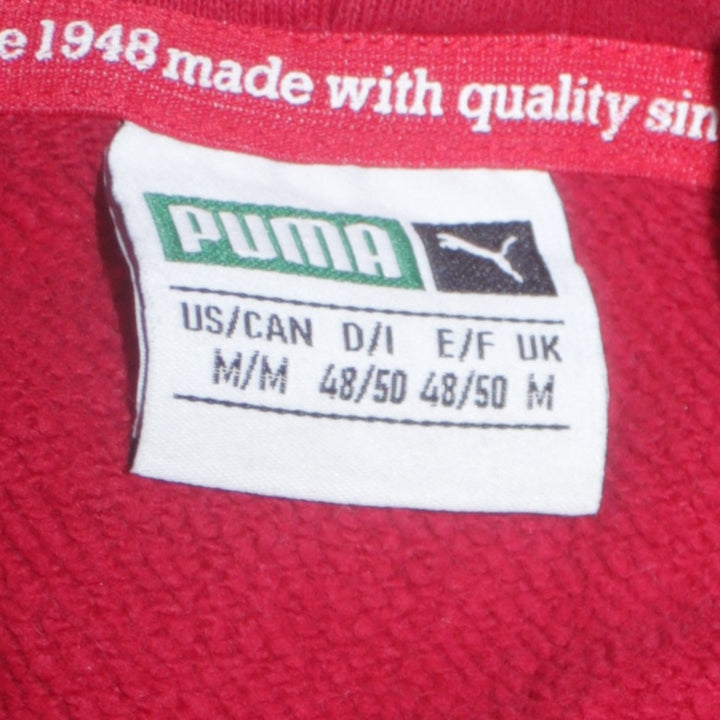 e 1948 made with quality sin
PUMA
US/CAN D/I E/F UK
M/M 48/50 48/50 M